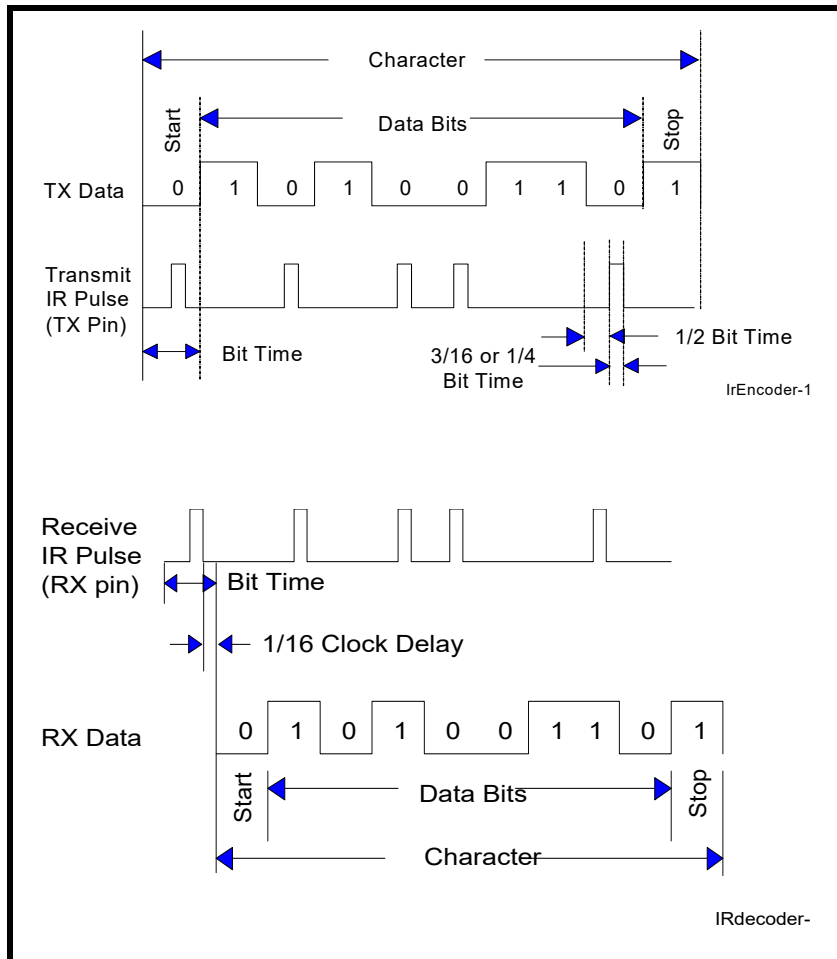 Character
Start
Data Bits
Stop
TX Data
0 1 0 1 0 0 1 1 0 1
Transmit
IR Pulse
(TX Pin)
Bit Time
3/16 or 1/4
Bit Time
1/2 Bit Time
IrEncoder-1
Receive
IR Pulse
(RX pin)
Bit Time
1/16 Clock Delay
RX Data
0 1 0 1 0 0 1 1 0 1
Start
Data Bits
Stop
Character
IRdecoder-